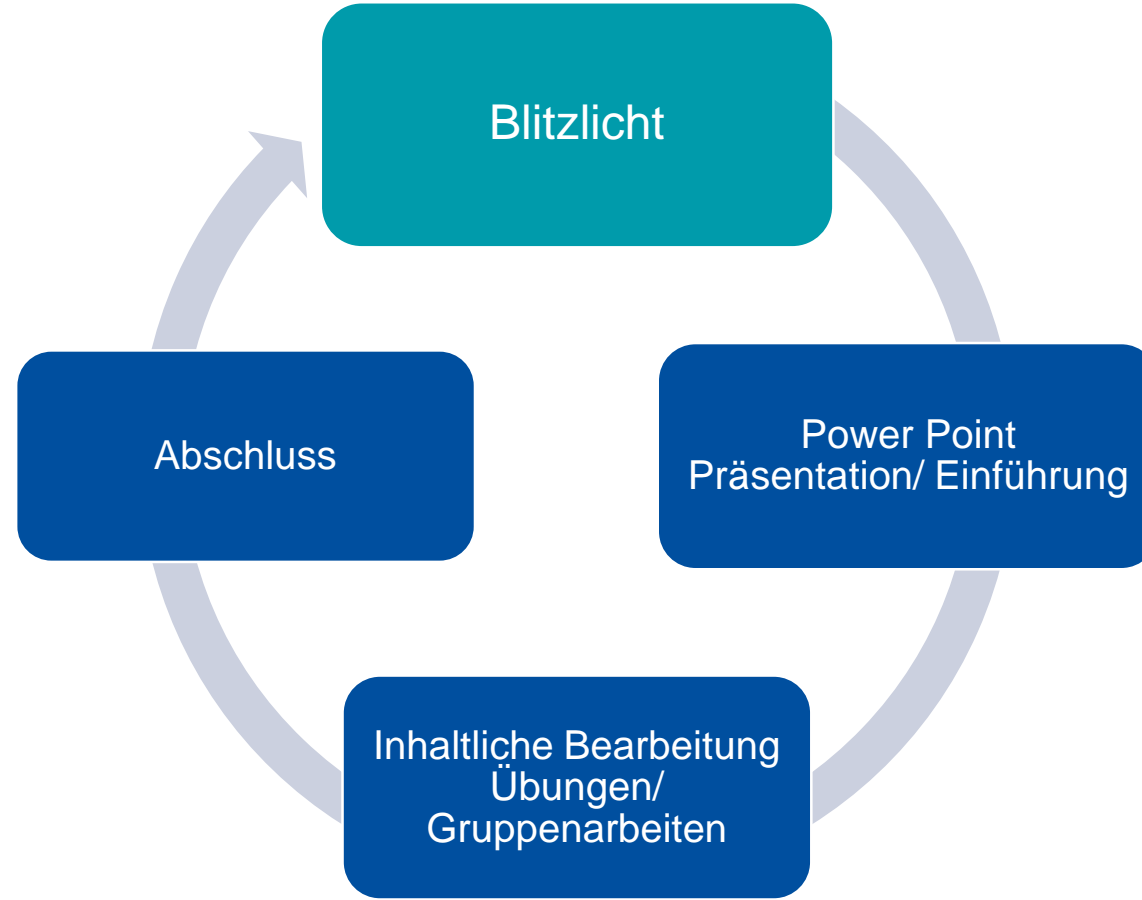 Blitzlicht
Power Point
Präsentation/ Einführung
Inhaltliche Bearbeitung
Übungen/
Gruppenarbeiten
Abschluss